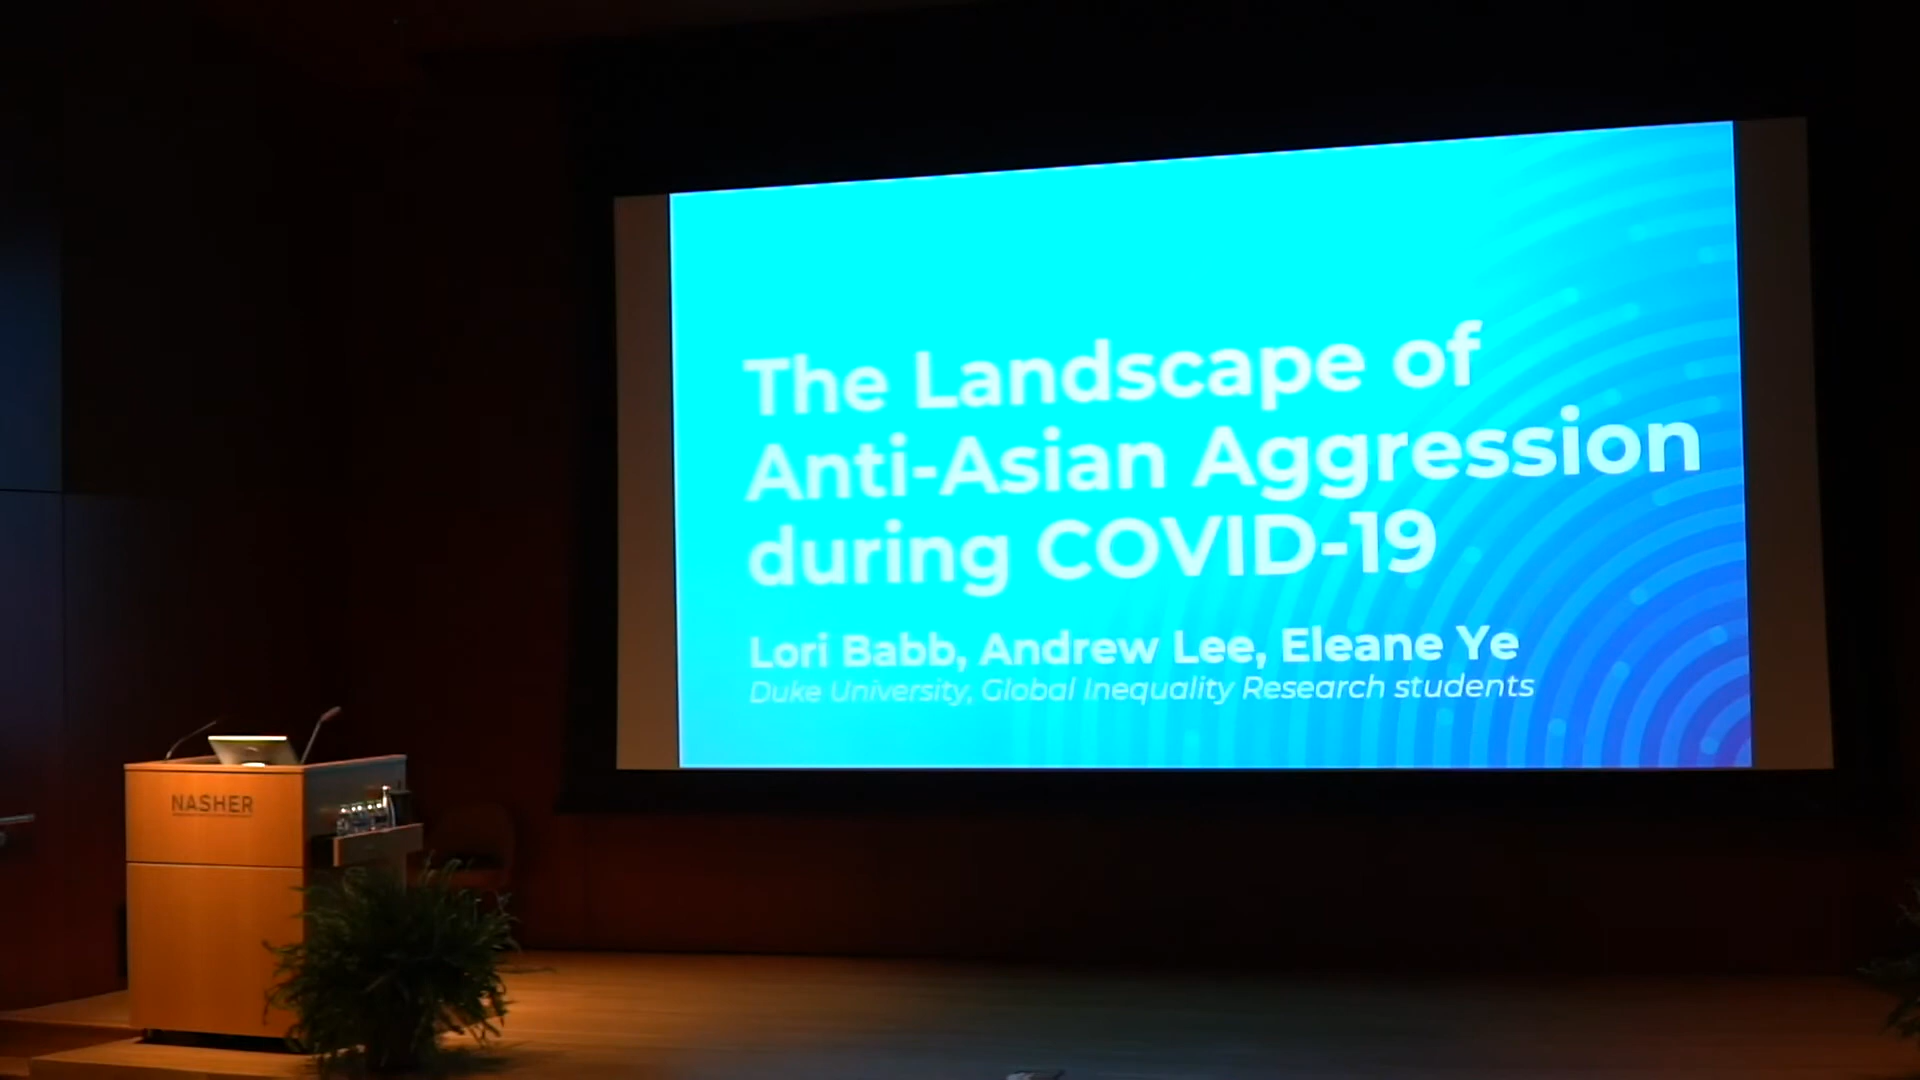 The Landscape of
Anti-Asian Aggression
during COVID-19
Lori Babb, Andrew Lee, Eleane Ye
Duke University, Global Inequality Research students
NASHER